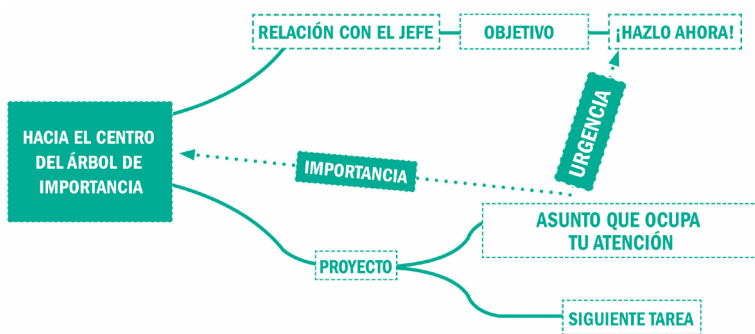 RELACIÓN CON EL JEFE
OBJETIVO
¡HAZLO AHORA!
HACIA EL CENTRO
DEL ÁRBOL DE
IMPORTANCIA
IMPORTANCIA
URGENCIA
ASUNTO QUE OCUPA
TU ATENCIÓN
PROYECTO
SIGUIENTE TAREA